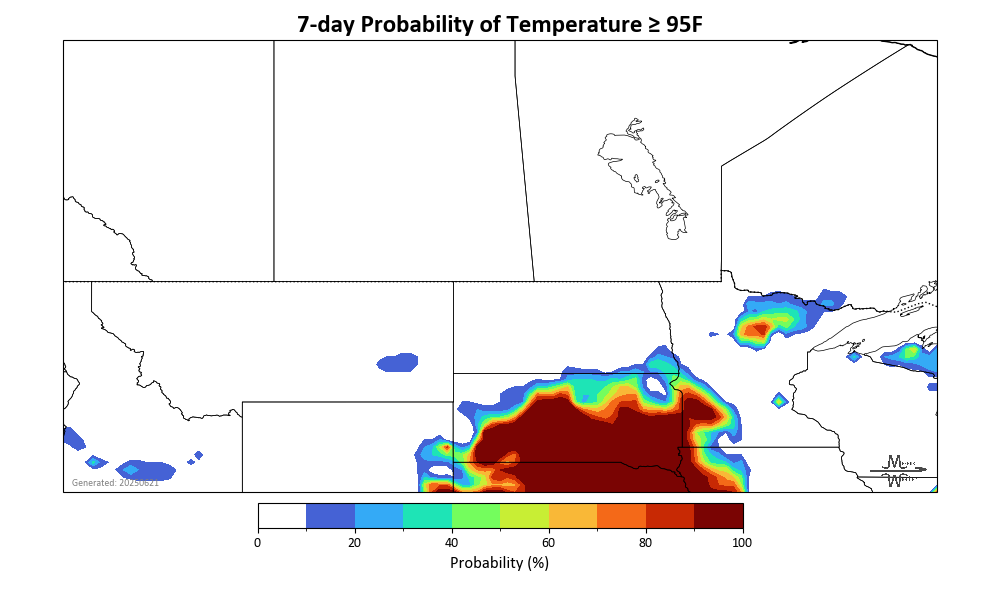 7-day Probability of Temperature ≥ 95F
Generated: 20250621
0 20 40 60 80 100
Probability (%)